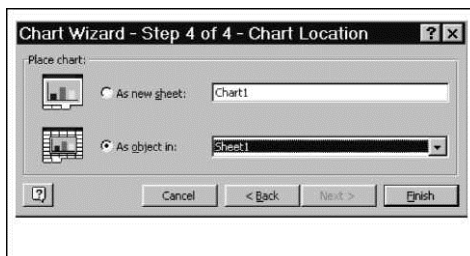 Chart Wizard - Step 4 of 4 - Chart Location ? ×
Place chart:
As new sheet: Chart1
As object in: Sheet1
? Cancel < Back Next > Finish